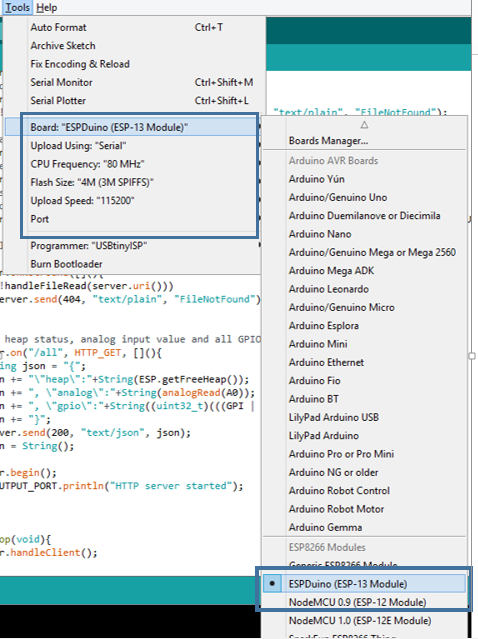 Tools Help
Auto Format Ctrl+T
Archive Sketch
Fix Encoding & Reload
Serial Monitor Ctrl+Shift+M
Serial Plotter Ctrl+Shift+L
"text/plain", "FileNotFound");
Board: "ESPDuino (ESP-13 Module)"
Upload Using: "Serial"
CPU Frequency: "80 MHz"
Flash Size: "4M (3M SPIFFS)"
Upload Speed: "115200"
Port
Programmer: "USBtinyISP"
Burn Bootloader
Boards Manager...
Arduino AVR Boards
Arduino Yún
Arduino/Genuino Uno
Arduino Duemilanove or Diecimila
Arduino Nano
Arduino/Genuino Mega or Mega 2560
Arduino Mega ADK
Arduino Leonardo
Arduino/Genuino Micro
Arduino Esplora
Arduino Mini
Arduino Ethernet
Arduino Fio
Arduino BT
LilyPad Arduino USB
LilyPad Arduino
Arduino Pro or Pro Mini
Arduino NG or older
Arduino Robot Control
Arduino Robot Motor
Arduino Gemma
ESP8266 Modules
Generic ESP8266 Module
ESPDuino (ESP-13 Module)
NodeMCU 0.9 (ESP-12 Module)
NodeMCU 1.0 (ESP-12E Module)
SparkFun ESP8266 Thing
!handleFileRead(server.uri()))
server.send(404, "text/plain", "FileNotFound")
heap status, analog input value and all GPIO
r.on("/all", HTTP_GET, [](){
ing json = "{";
n += "\"heap\":"+String(ESP.getFreeHeap());
n += ", \"analog\":"+String(analogRead(A0));
n += ", \"gpio\":"+String((uint32_t)(((GPI |
n += "}";
ver.send(200, "text/json", json);
n = String();
r.begin();
UTPUT_PORT.println("HTTP server started");
op(void){
r.handleClient();